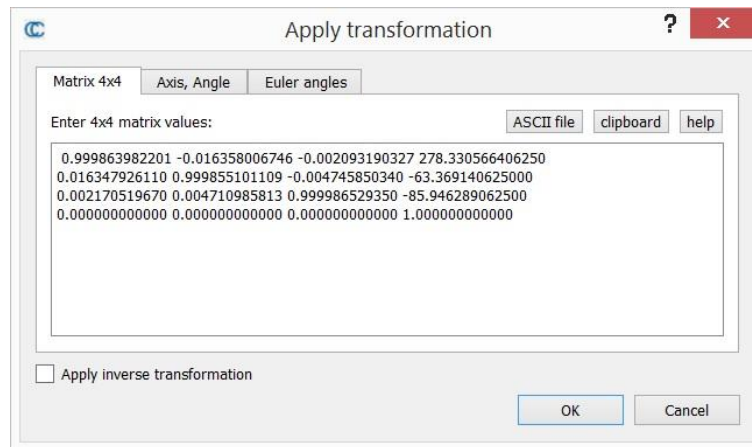 Apply transformation
Matrix 4x4 Axis, Angle Euler angles
Enter 4x4 matrix values: ASCII file clipboard help
0.999863982201 -0.016358006746 -0.002093190327 278.330566406250
0.016347926110 0.999855101109 -0.004745850340 -63.369140625000
0.002170519670 0.004710985813 0.999986529350 -85.946289062500
0.000000000000 0.000000000000 0.000000000000 1.000000000000
Apply inverse transformation
OK Cancel